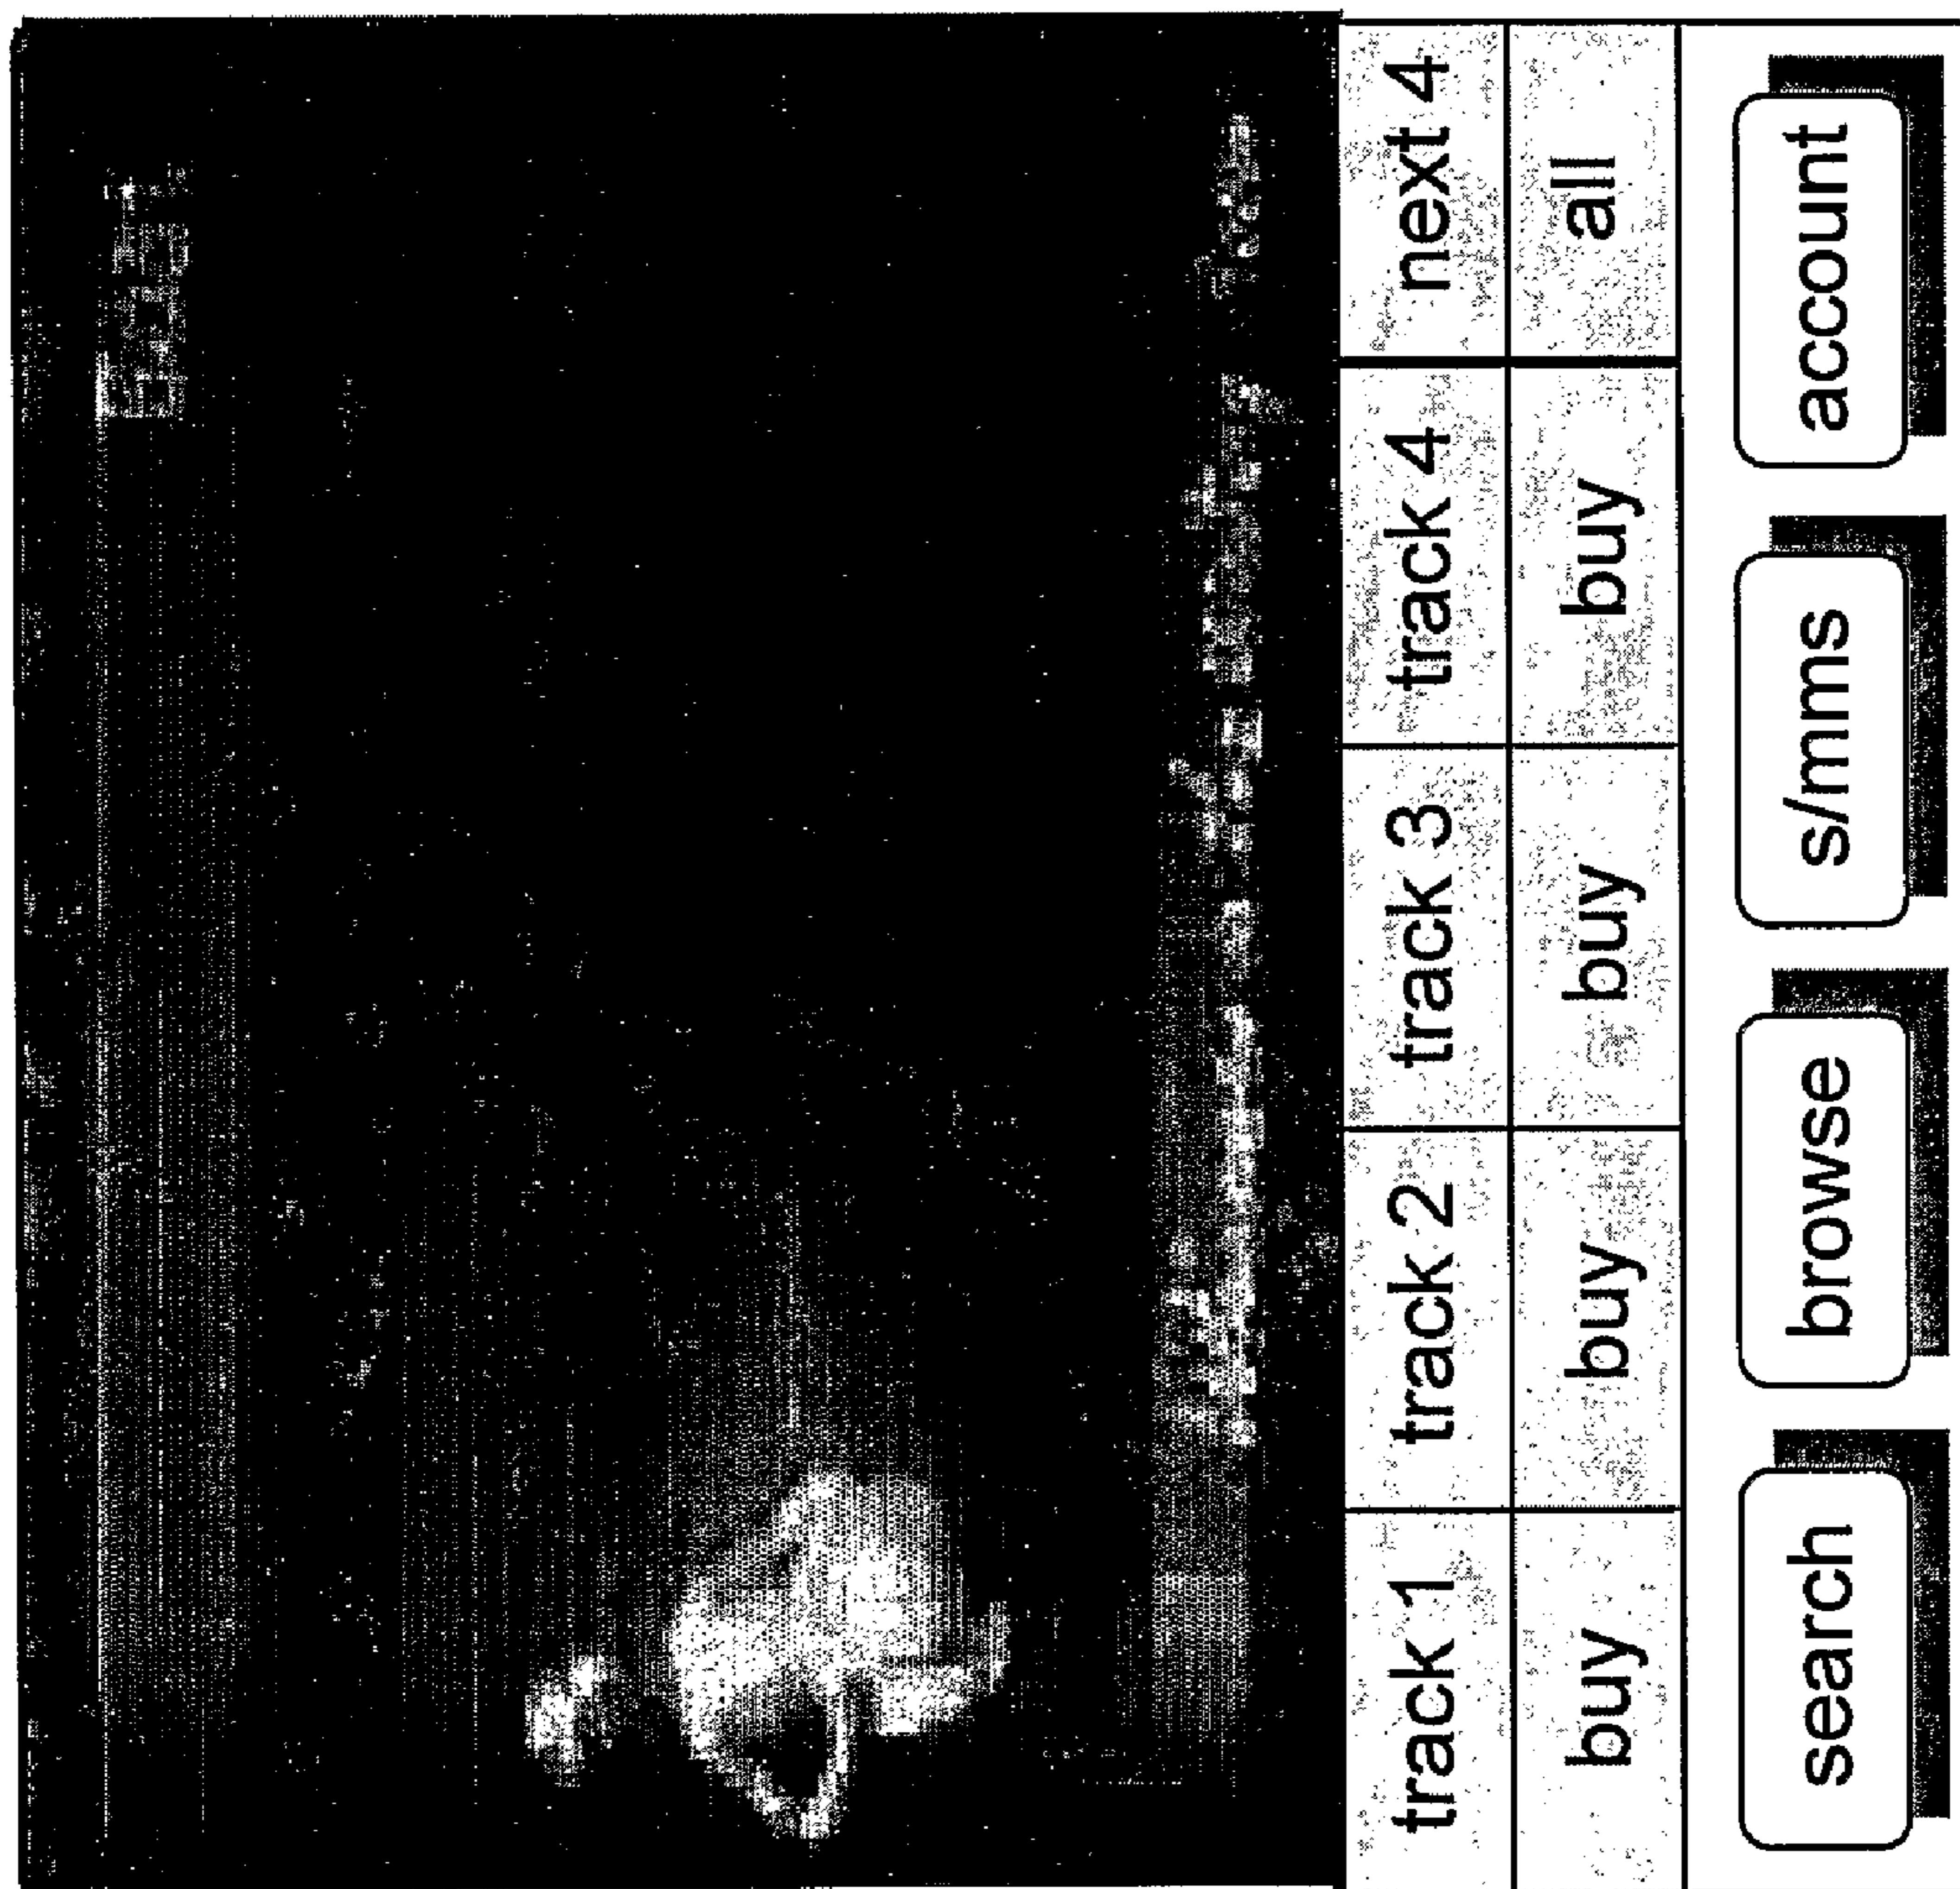 track 1 track 2 track 3 track 4 next 4
buy buy buy buy all
search browse s/mms account